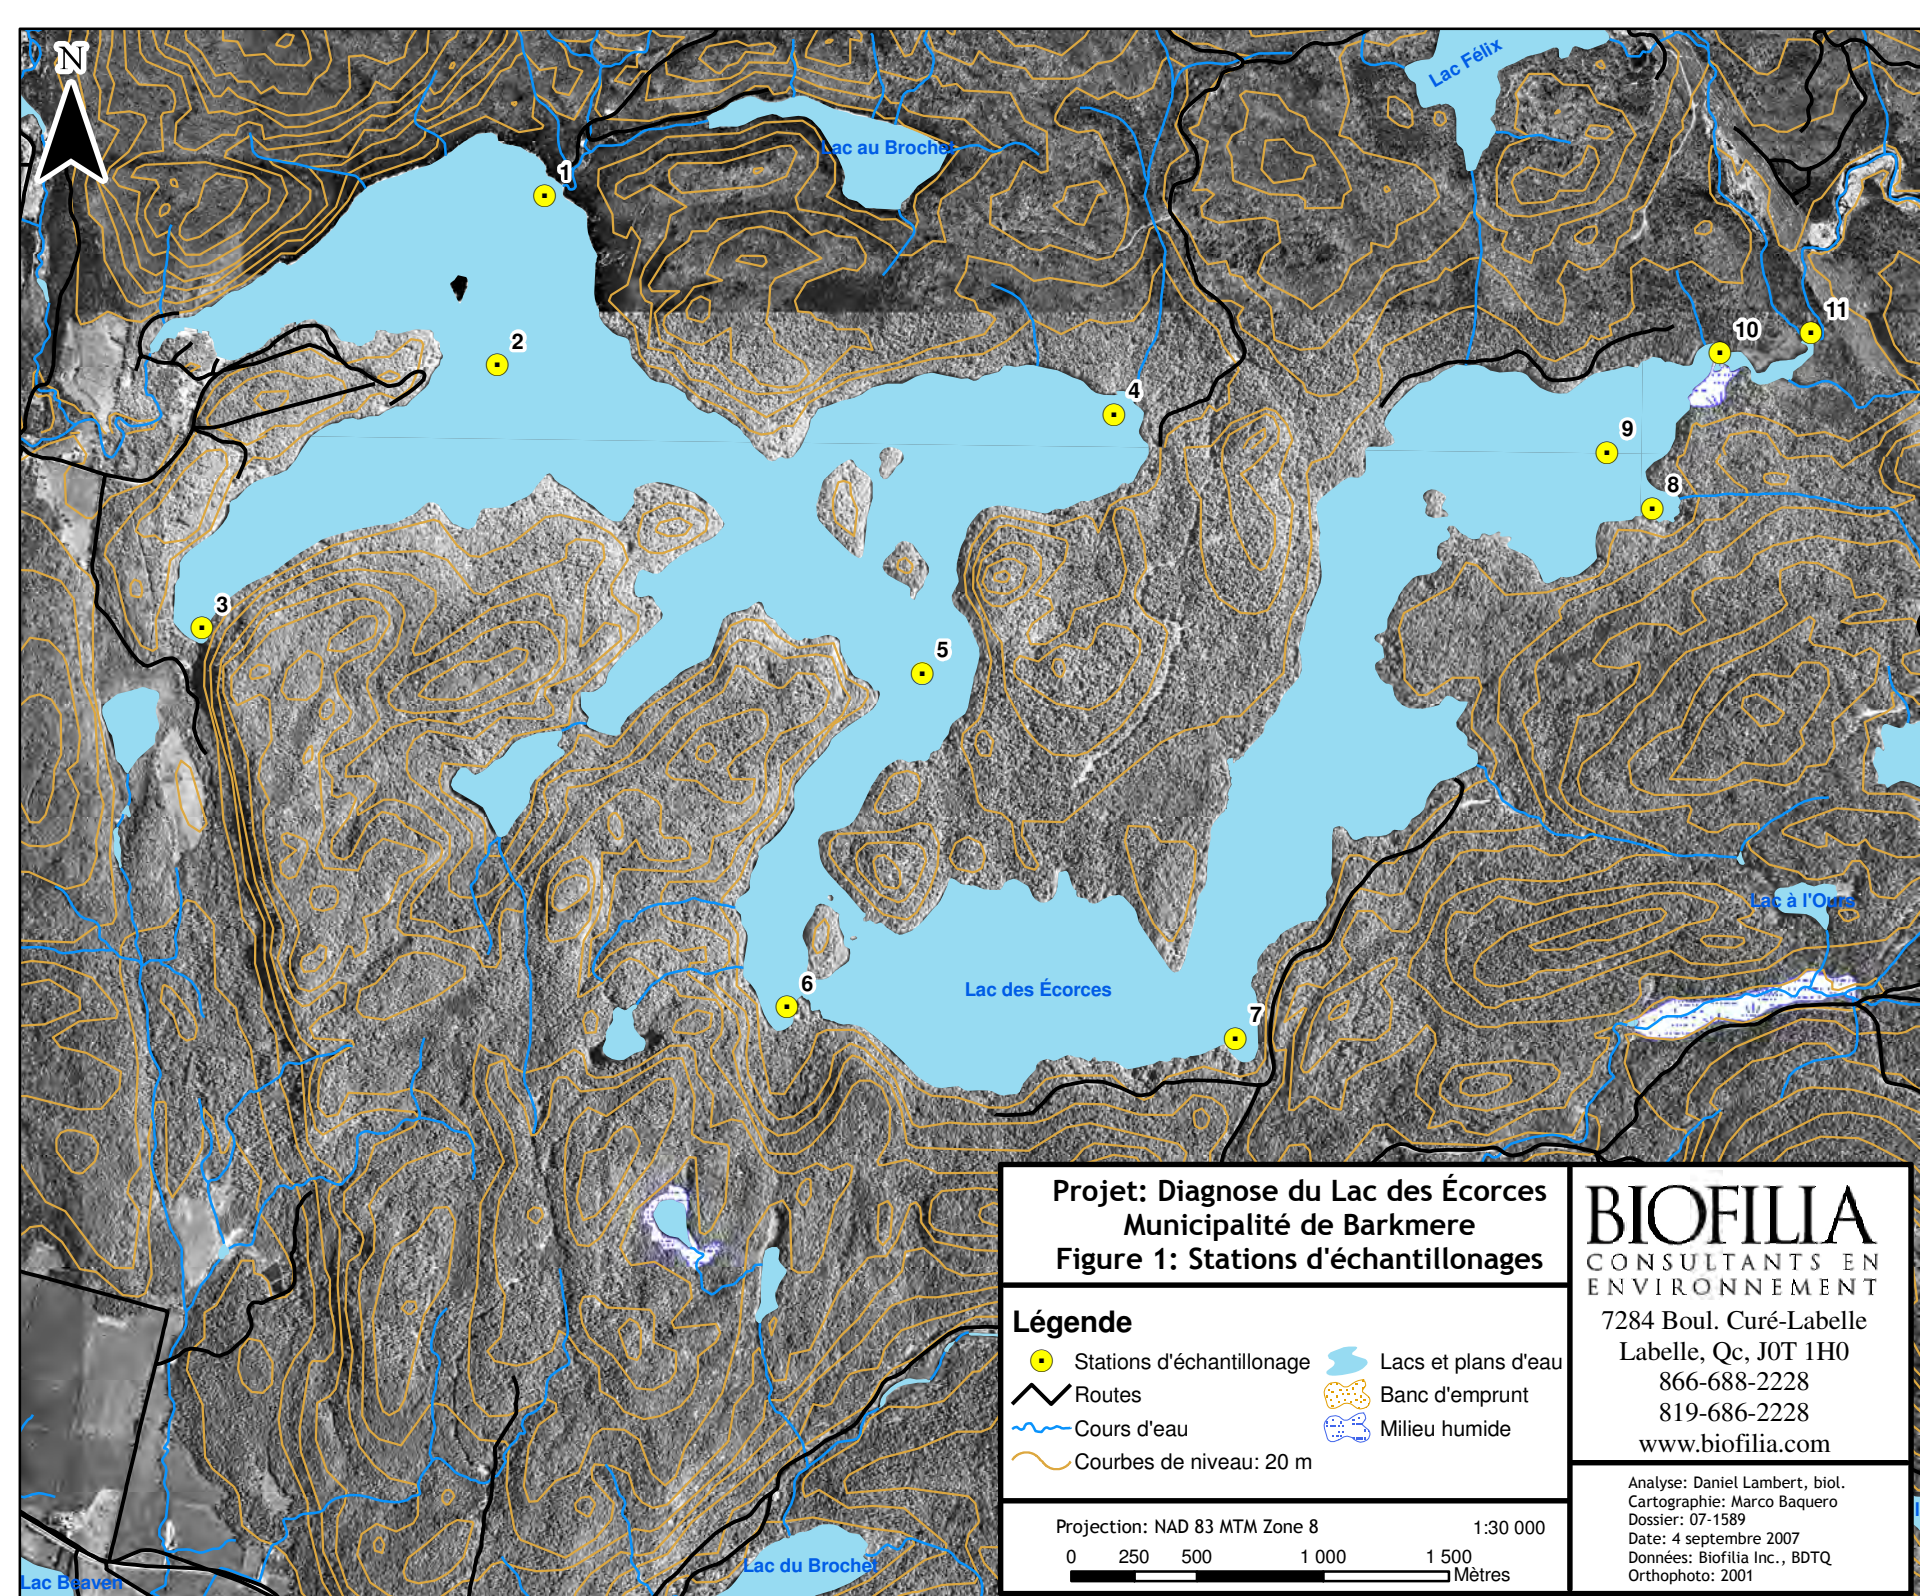 N
Lac Félix
Lac au Brochet
1
2
3
4
5
6
7
8
9
10
11
Lac à l'Ours
Lac des Écorces
Lac du Brochet
Lac Beaven
Projet: Diagnose du Lac des Écorces
Municipalité de Barkmere
Figure 1: Stations d'échantillonages
Légende
Stations d'échantillonage
Routes
Cours d'eau
Courbes de niveau: 20 m
Lacs et plans d'eau
Banc d'emprunt
Milieu humide
Projection: NAD 83 MTM Zone 8
1:30 000
0 250 500 1 000 1 500
Mètres
BIOFILIA
CONSULTANTS EN
ENVIRONNEMENT
7284 Boul. Curé-Labelle
Labelle, Qc, J0T 1H0
866-688-2228
819-686-2228
www.biofilia.com
Analyse: Daniel Lambert, biol.
Cartographie: Marco Baquero
Dossier: 07-1589
Date: 4 septembre 2007
Données: Biofilia Inc., BDTQ
Orthophoto: 2001